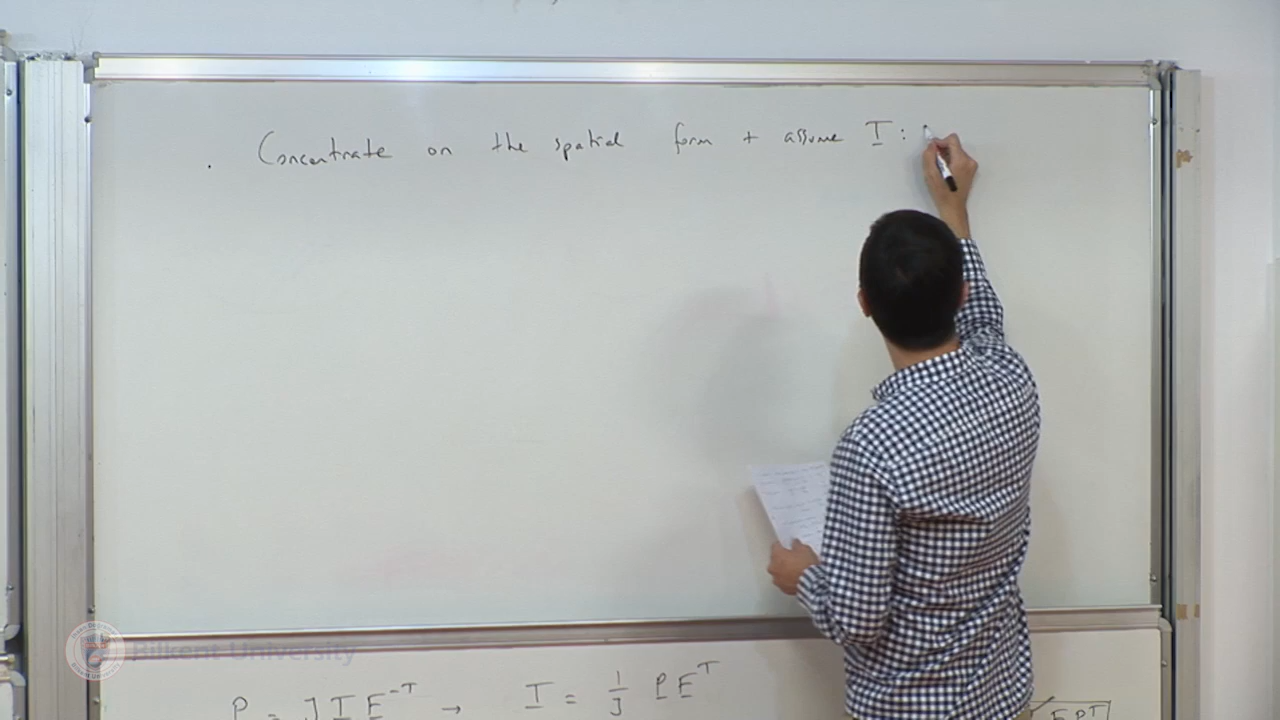 . Concentrate on the spatial form + assume T :
Bilkent University
P = J T F^-T → T = 1/J P F^T